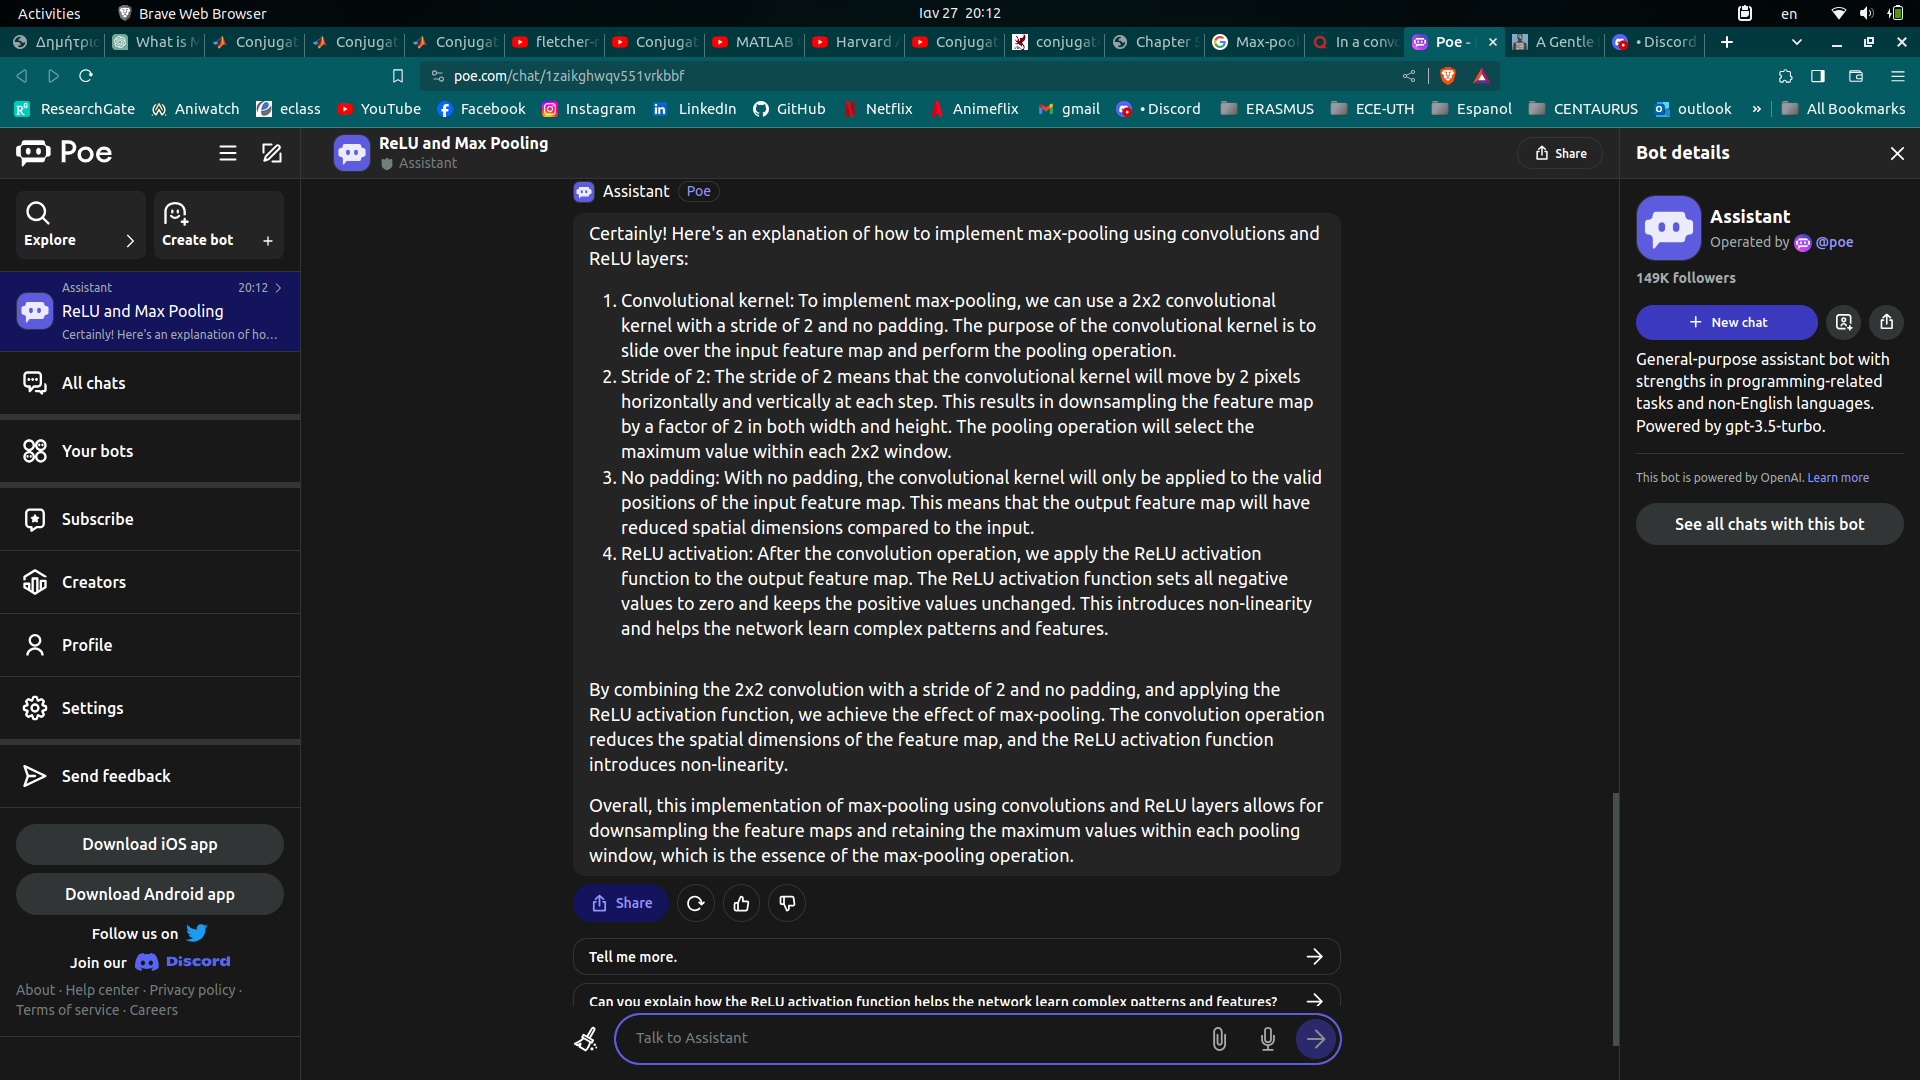 Activities
Brave Web Browser
Ιαν 27 20:12
en
Δημήτρι
What is M
Conjugat
Conjugat
Conjugat
fletcher-r
Conjugat
MATLAB
Harvard
Conjugat
conjugat
Chapter 5
Max-pool
In a conv
Poe -
A Gentle
• Discord
poe.com/chat/1zaikghwqv551vrkbbf
ResearchGate
Aniwatch
eclass
YouTube
Facebook
Instagram
LinkedIn
GitHub
Netflix
Animeflix
gmail
• Discord
ERASMUS
ECE-UTH
Espanol
CENTAURUS
outlook
»
All Bookmarks
Poe
Explore
Create bot
Assistant 20:12
ReLU and Max Pooling
Certainly! Here's an explanation of ho...
All chats
Your bots
Subscribe
Creators
Profile
Settings
Send feedback
Download iOS app
Download Android app
Follow us on
Join our Discord
About · Help center · Privacy policy ·
Terms of service · Careers
ReLU and Max Pooling
Assistant
Share
Assistant Poe
Certainly! Here's an explanation of how to implement max-pooling using convolutions and
ReLU layers:
1. Convolutional kernel: To implement max-pooling, we can use a 2x2 convolutional
kernel with a stride of 2 and no padding. The purpose of the convolutional kernel is to
slide over the input feature map and perform the pooling operation.
2. Stride of 2: The stride of 2 means that the convolutional kernel will move by 2 pixels
horizontally and vertically at each step. This results in downsampling the feature map
by a factor of 2 in both width and height. The pooling operation will select the
maximum value within each 2x2 window.
3. No padding: With no padding, the convolutional kernel will only be applied to the valid
positions of the input feature map. This means that the output feature map will have
reduced spatial dimensions compared to the input.
4. ReLU activation: After the convolution operation, we apply the ReLU activation
function to the output feature map. The ReLU activation function sets all negative
values to zero and keeps the positive values unchanged. This introduces non-linearity
and helps the network learn complex patterns and features.
By combining the 2x2 convolution with a stride of 2 and no padding, and applying the
ReLU activation function, we achieve the effect of max-pooling. The convolution operation
reduces the spatial dimensions of the feature map, and the ReLU activation function
introduces non-linearity.
Overall, this implementation of max-pooling using convolutions and ReLU layers allows for
downsampling the feature maps and retaining the maximum values within each pooling
window, which is the essence of the max-pooling operation.
Share
Tell me more.
Can you explain how the ReLU activation function helps the network learn complex patterns and features?
Talk to Assistant
Bot details
Assistant
Operated by @poe
149K followers
New chat
General-purpose assistant bot with
strengths in programming-related
tasks and non-English languages.
Powered by gpt-3.5-turbo.
This bot is powered by OpenAI. Learn more
See all chats with this bot